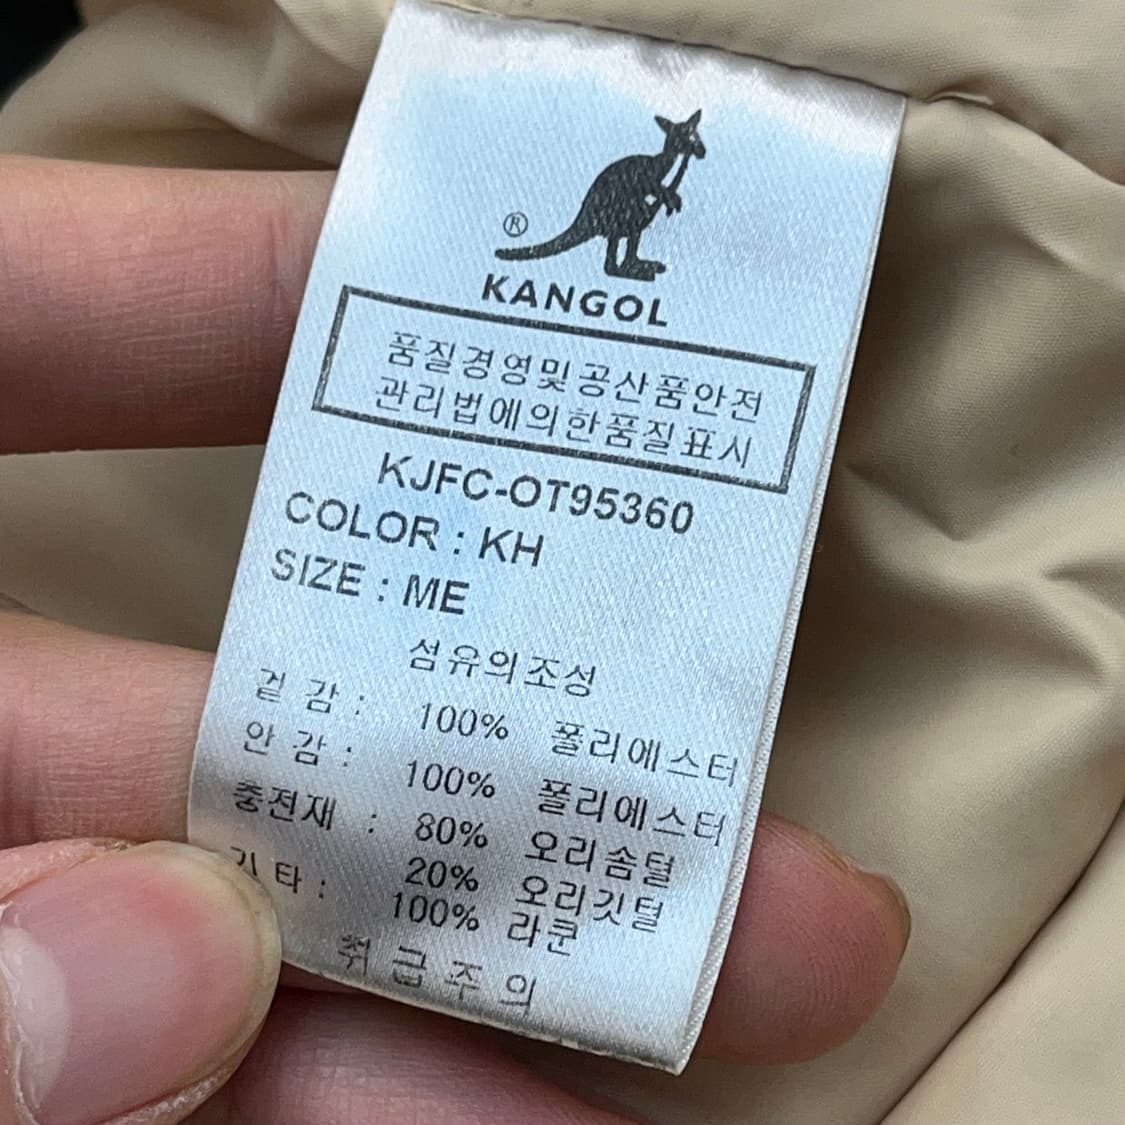 ®
KANGOL
품질경영및공산품안전
관리법에의한품질표시
KJFC-OT95360
COLOR : KH
SIZE : ME
섬유의조성
겉 감 : 100% 폴리에스터
안 감 : 100% 폴리에스터
충전재 : 80% 오리솜털
20% 오리깃털
기 타 : 100% 라쿤
취 급 주 의